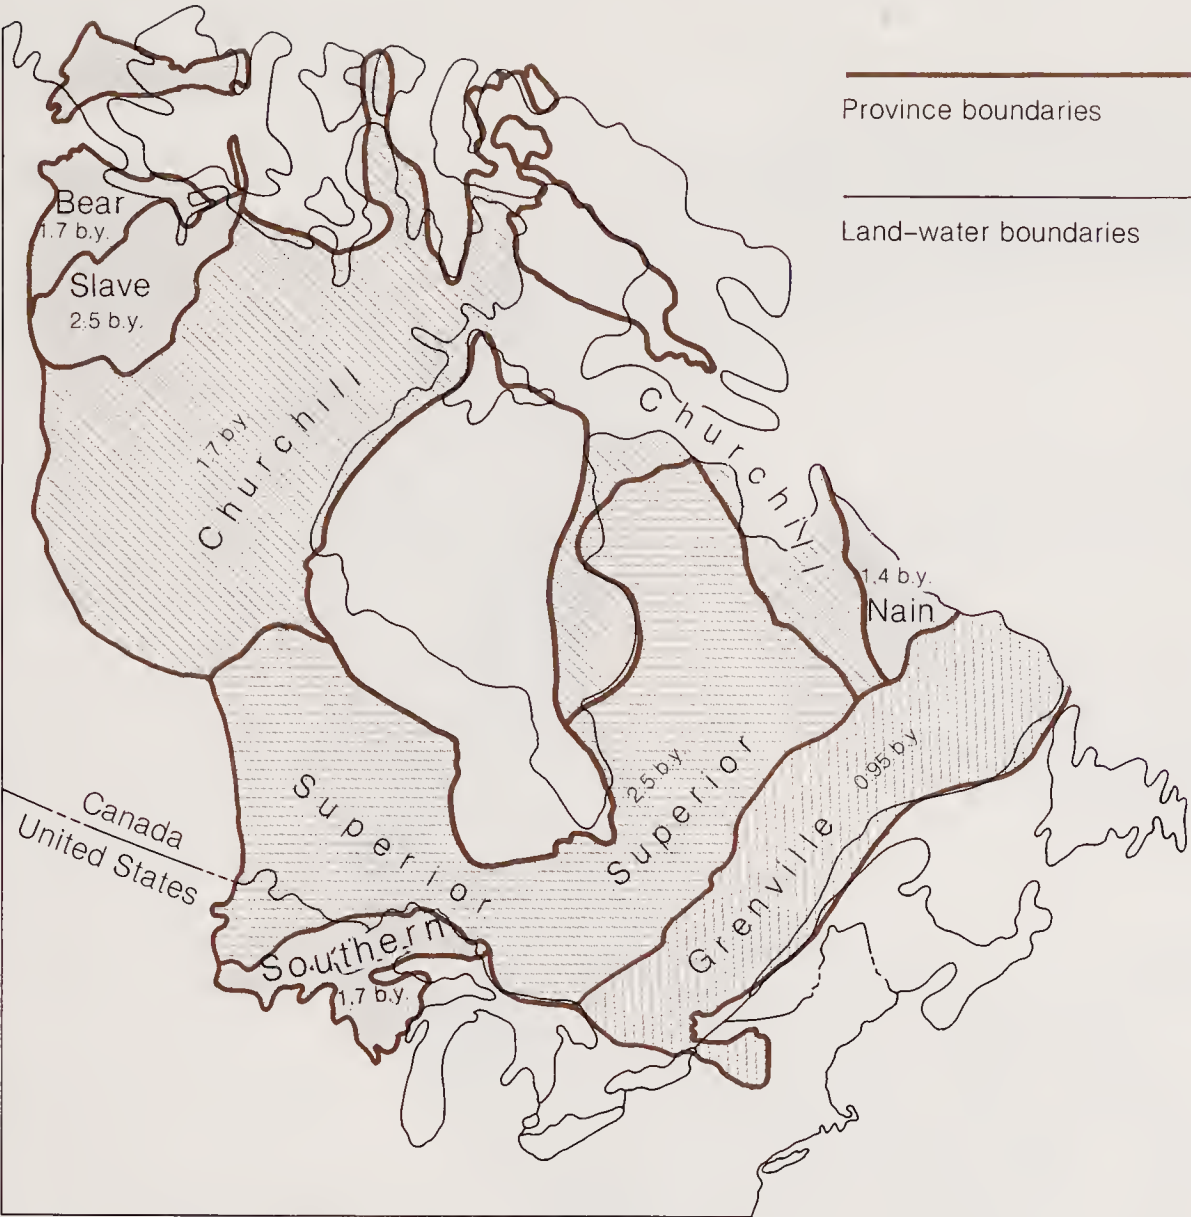 Province boundaries
Land–water boundaries
Bear
1.7 b.y.
Slave
2.5 b.y.
Churchill
1.7 b.y.
Churchill
1.4 b.y.
Nain
Superior
2.5 b.y.
Superior
0.95 b.y.
Grenville
Canada
United States
Southern
1.7 b.y.